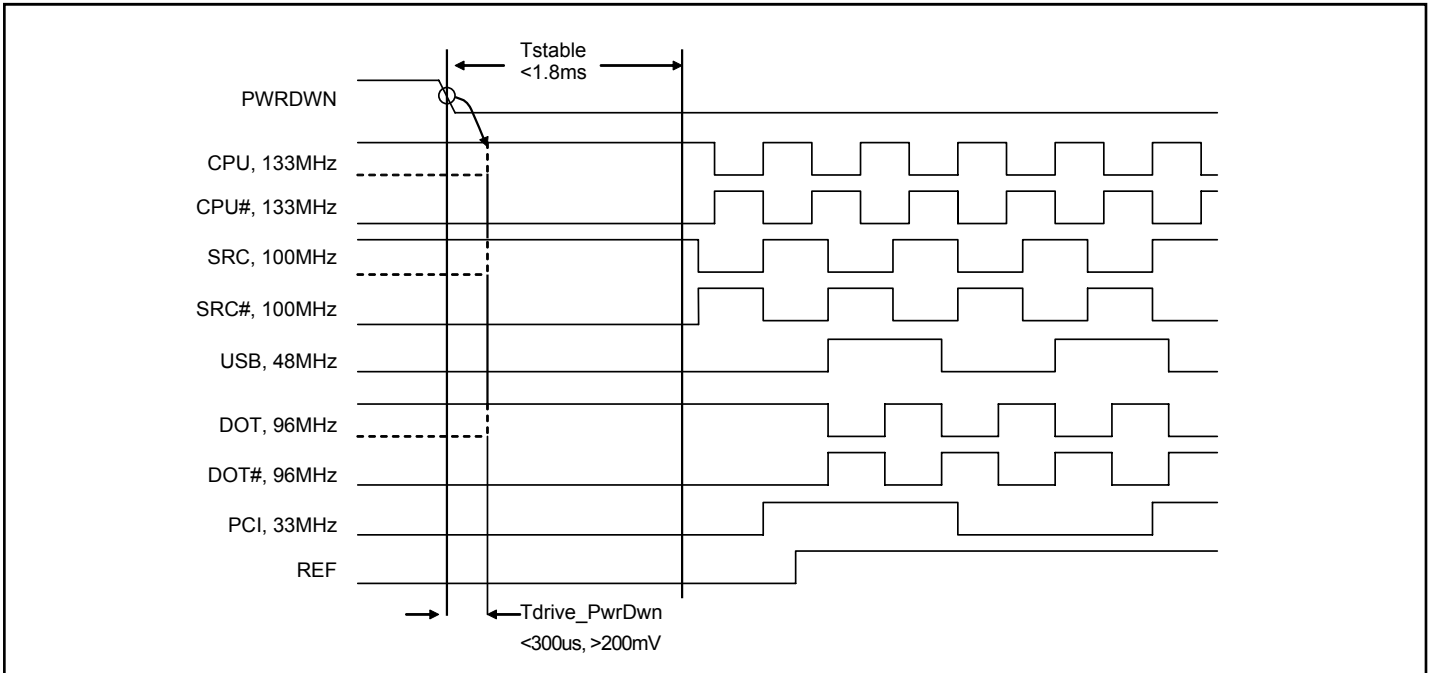 Tstable
<1.8ms
PWRDWN
CPU, 133MHz
CPU#, 133MHz
SRC, 100MHz
SRC#, 100MHz
USB, 48MHz
DOT, 96MHz
DOT#, 96MHz
PCI, 33MHz
REF
Tdrive_PwrDwn
<300us, >200mV